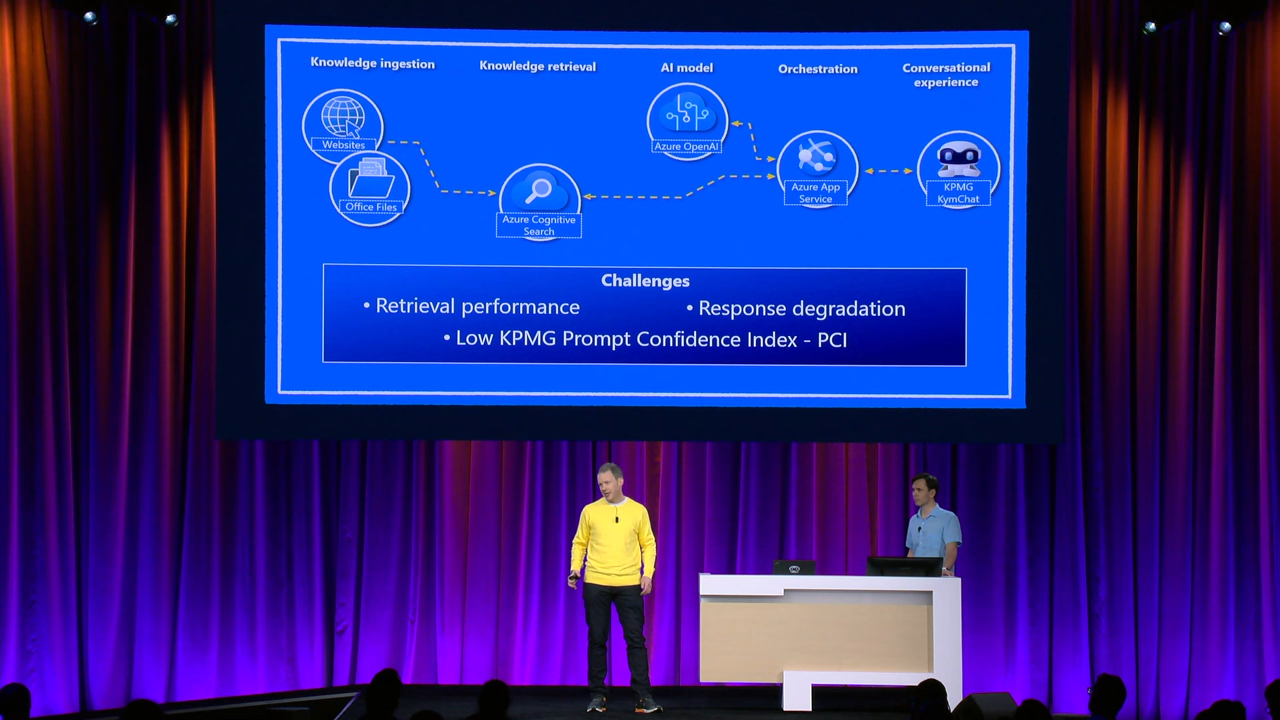 Knowledge ingestion
Knowledge retrieval
AI model
Orchestration
Conversational
experience
Websites
Office Files
Azure Cognitive
Search
Azure OpenAI
Azure App
Service
KPMG
KymChat
Challenges
• Retrieval performance
• Response degradation
• Low KPMG Prompt Confidence Index - PCI